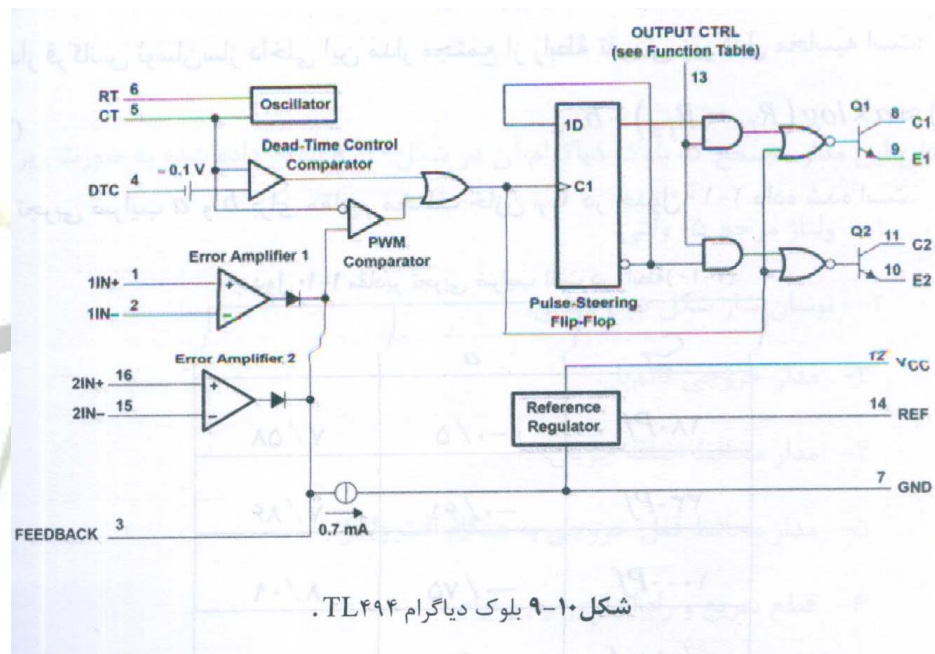 OUTPUT CTRL
(see Function Table)
13
RT 6
CT 5
Oscillator
Dead-Time Control
Comparator
≈ 0.1 V
DTC 4
PWM
Comparator
Error Amplifier 1
1IN+ 1
1IN− 2
Error Amplifier 2
2IN+ 16
2IN− 15
FEEDBACK 3
0.7 mA
1D
C1
Pulse-Steering
Flip-Flop
Q1
8 C1
9 E1
Q2
11 C2
10 E2
12 VCC
Reference
Regulator
14 REF
7 GND
شکل ۱۰-۹ بلوک دیاگرام TL۴۹۴.